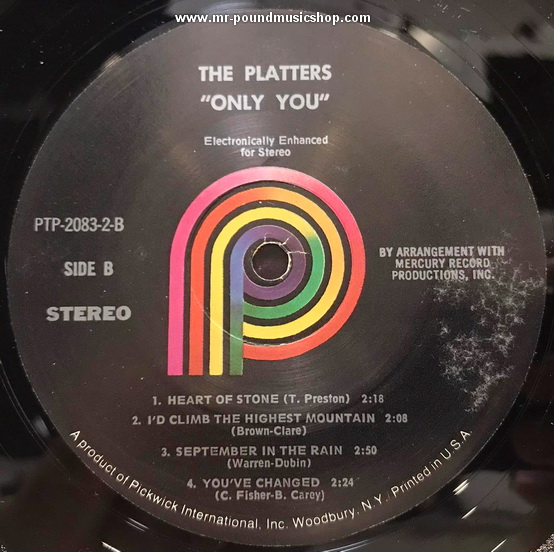 www.mr-poundmusicshop.com
THE PLATTERS
"ONLY YOU"
Electronically Enhanced
for Stereo
PTP-2083-2-B
SIDE B
STEREO
BY ARRANGEMENT WITH
MERCURY RECORD
PRODUCTIONS, INC.
1. HEART OF STONE (T. Preston) 2:18
2. I'D CLIMB THE HIGHEST MOUNTAIN 2:08
(Brown-Clare)
3. SEPTEMBER IN THE RAIN 2:50
(Warren-Dubin)
4. YOU'VE CHANGED 2:24
(C. Fisher-B. Carey)
A product of Pickwick International, Inc. Woodbury, N.Y. Printed in U.S.A.